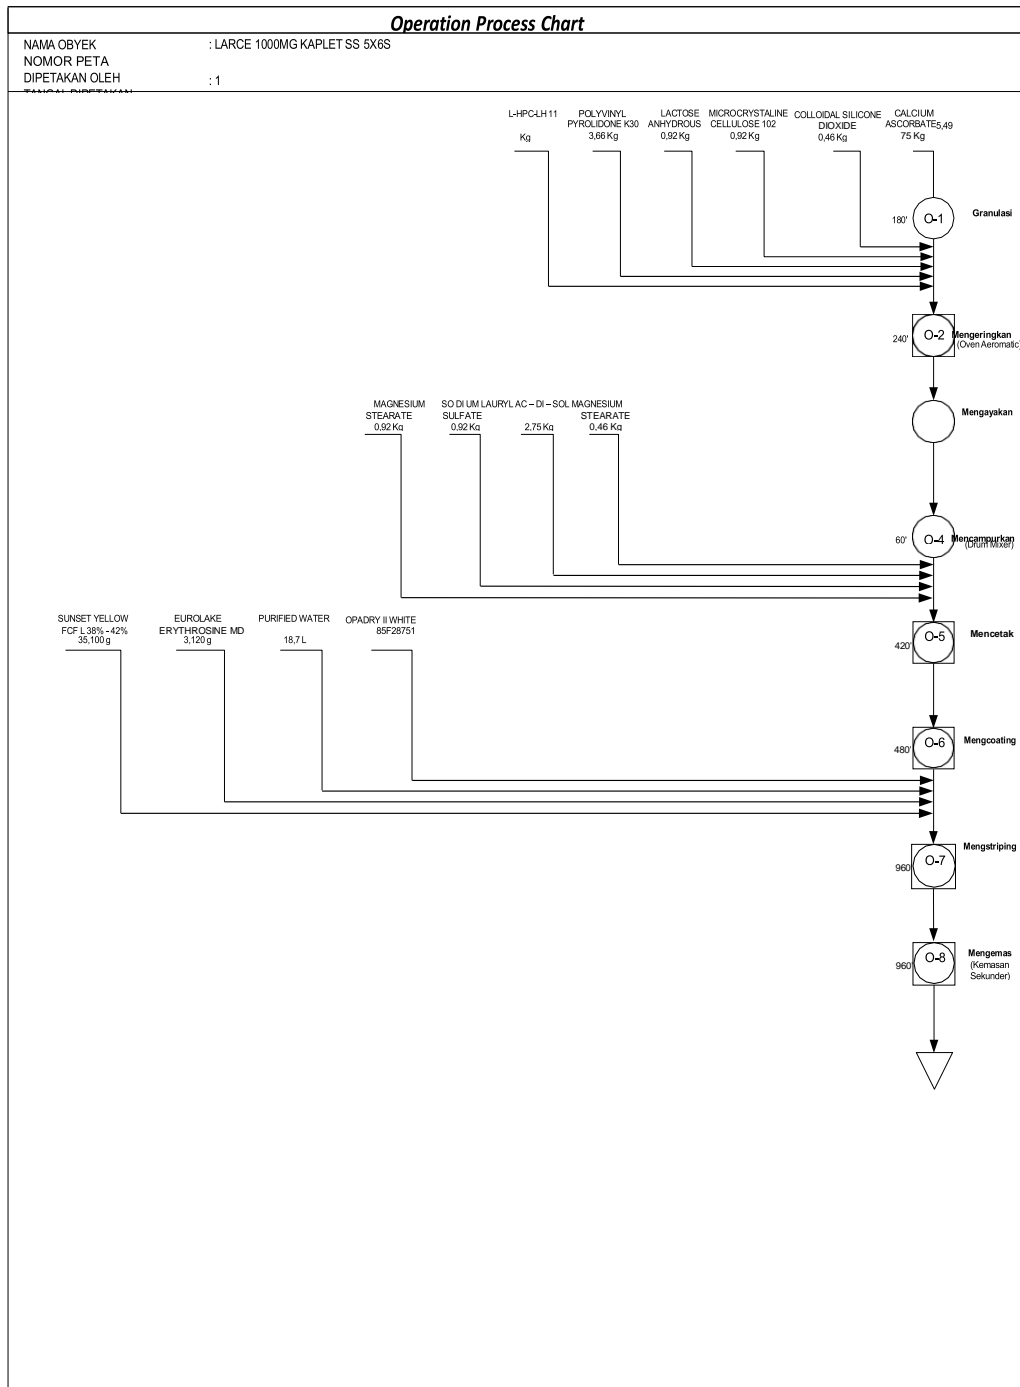 Operation Process Chart
NAMA OBYEK : LARCE 1000MG KAPLET SS 5X6S
NOMOR PETA
DIPETAKAN OLEH : 1
TANGAL DIPETAKAN
L-HPC-LH 11 POLYVINYL LACTOSE MICROCRYSTALINE COLLOIDAL SILICONE CALCIUM
PYROLIDONE K30 ANHYDROUS CELLULOSE 102 DIOXIDE ASCORBATE 5,49
Kg 3,66 Kg 0,92 Kg 0,92 Kg 0,46 Kg 75 Kg
180' O-1 Granulasi
240' O-2 Mengeringkan
(Oven Aeromatic)
MAGNESIUM SO DI UM LAURYL AC – DI – SOL MAGNESIUM
STEARATE SULFATE STEARATE
0,92 Kg 0,92 Kg 2,75 Kg 0,46 Kg
Mengayakan
60' O-4 Mencampurkan
(Drum Mixer)
SUNSET YELLOW EUROLAKE PURIFIED WATER OPADRY II WHITE
FCF L 38% - 42% ERYTHROSINE MD 85F28751
35,100 g 3,120 g 18,7 L
420' O-5 Mencetak
480' O-6 Mengcoating
960' O-7 Mengstriping
960' O-8 Mengemas
(Kemasan
Sekunder)